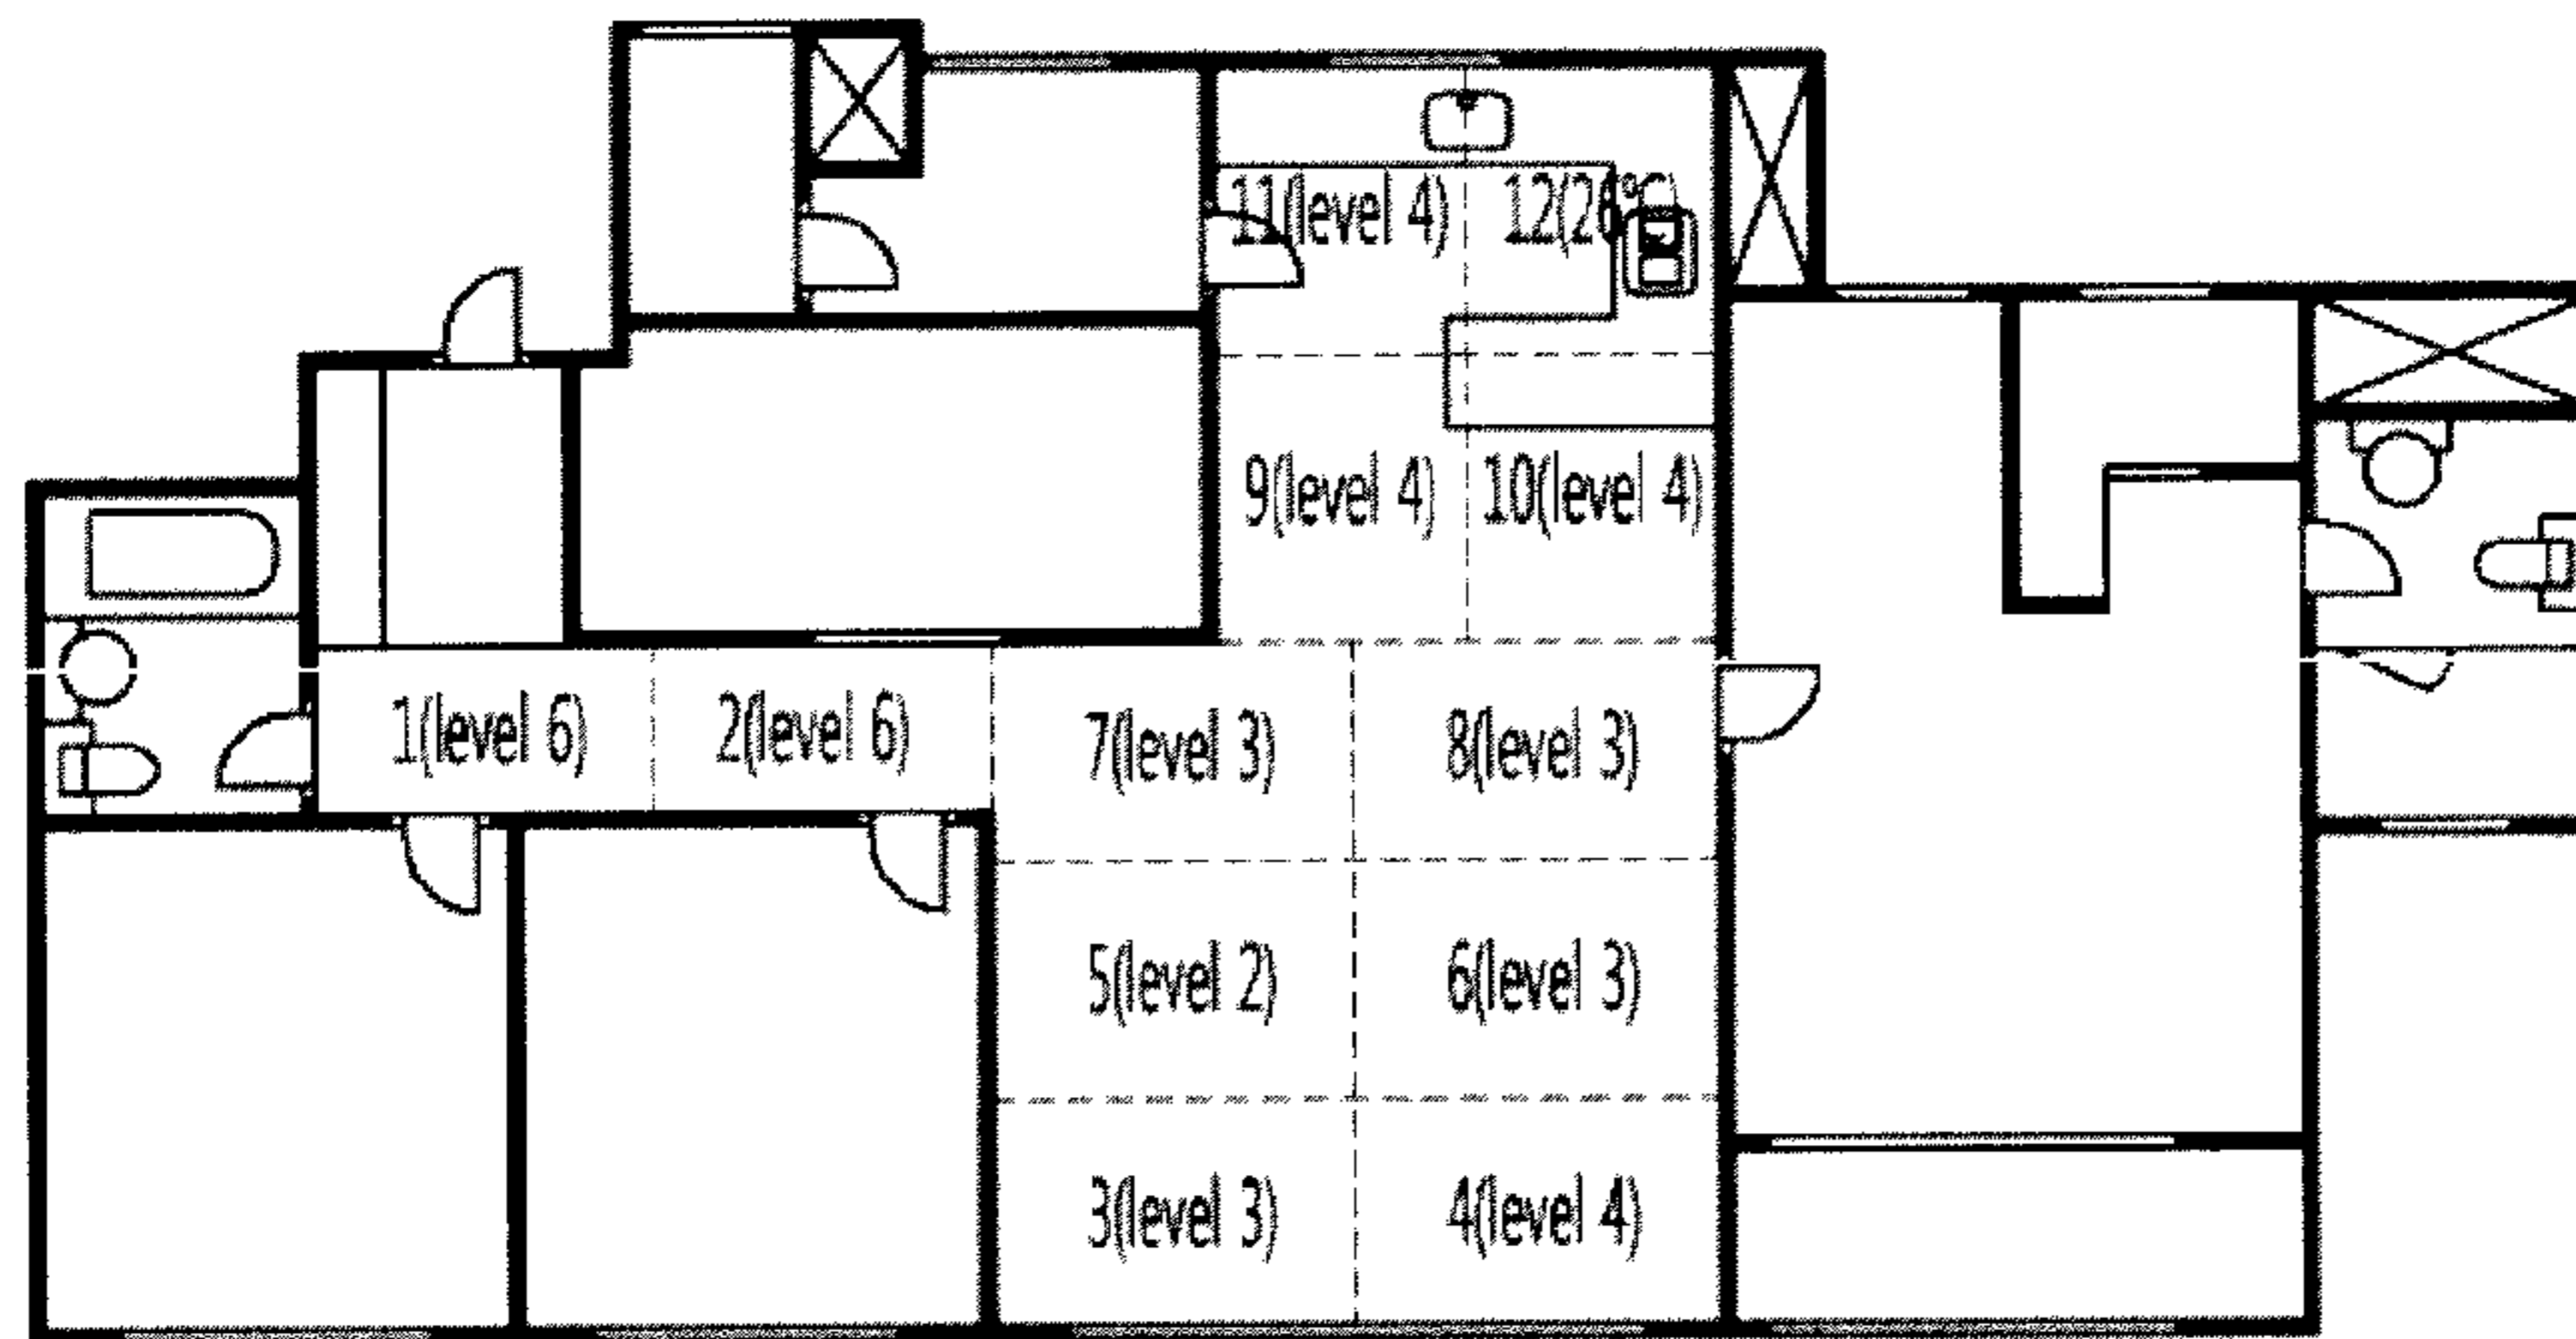 11(level 4)
12(26℃)
9(level 4)
10(level 4)
1(level 6)
2(level 6)
7(level 3)
8(level 3)
5(level 2)
6(level 3)
3(level 3)
4(level 4)